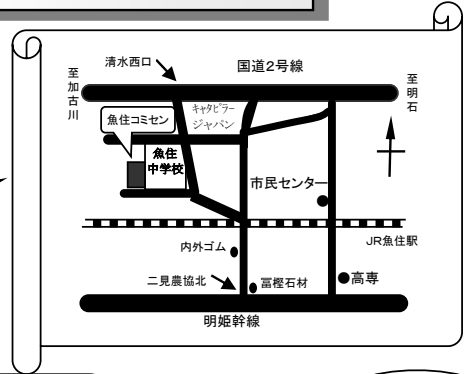 清水西口
国道2号線
至加古川
至明石
キャタピラー
ジャパン
魚住コミセン
魚住
中学校
市民センター
JR魚住駅
内外ゴム
二見農協北
冨樫石材
高専
明姫幹線